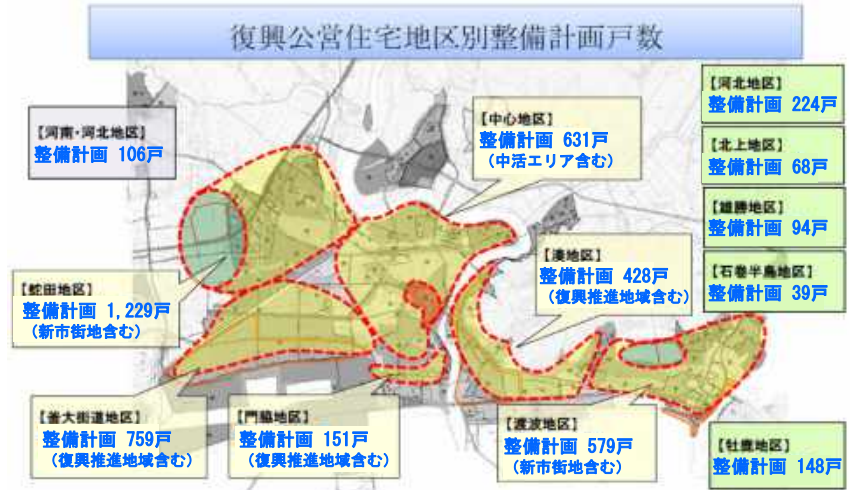 復興公営住宅地区別整備計画戸数
【河南・河北地区】
整備計画 106戸
【中心地区】
整備計画 631戸
（中活エリア含む）
【河北地区】
整備計画 224戸
【北上地区】
整備計画 68戸
【雄勝地区】
整備計画 94戸
【石巻半島地区】
整備計画 39戸
【湊地区】
整備計画 428戸
（復興推進地域含む）
【蛇田地区】
整備計画 1,229戸
（新市街地含む）
【釜大街道地区】
整備計画 759戸
（復興推進地域含む）
【門脇地区】
整備計画 151戸
（復興推進地域含む）
【渡波地区】
整備計画 579戸
（新市街地含む）
【牡鹿地区】
整備計画 148戸